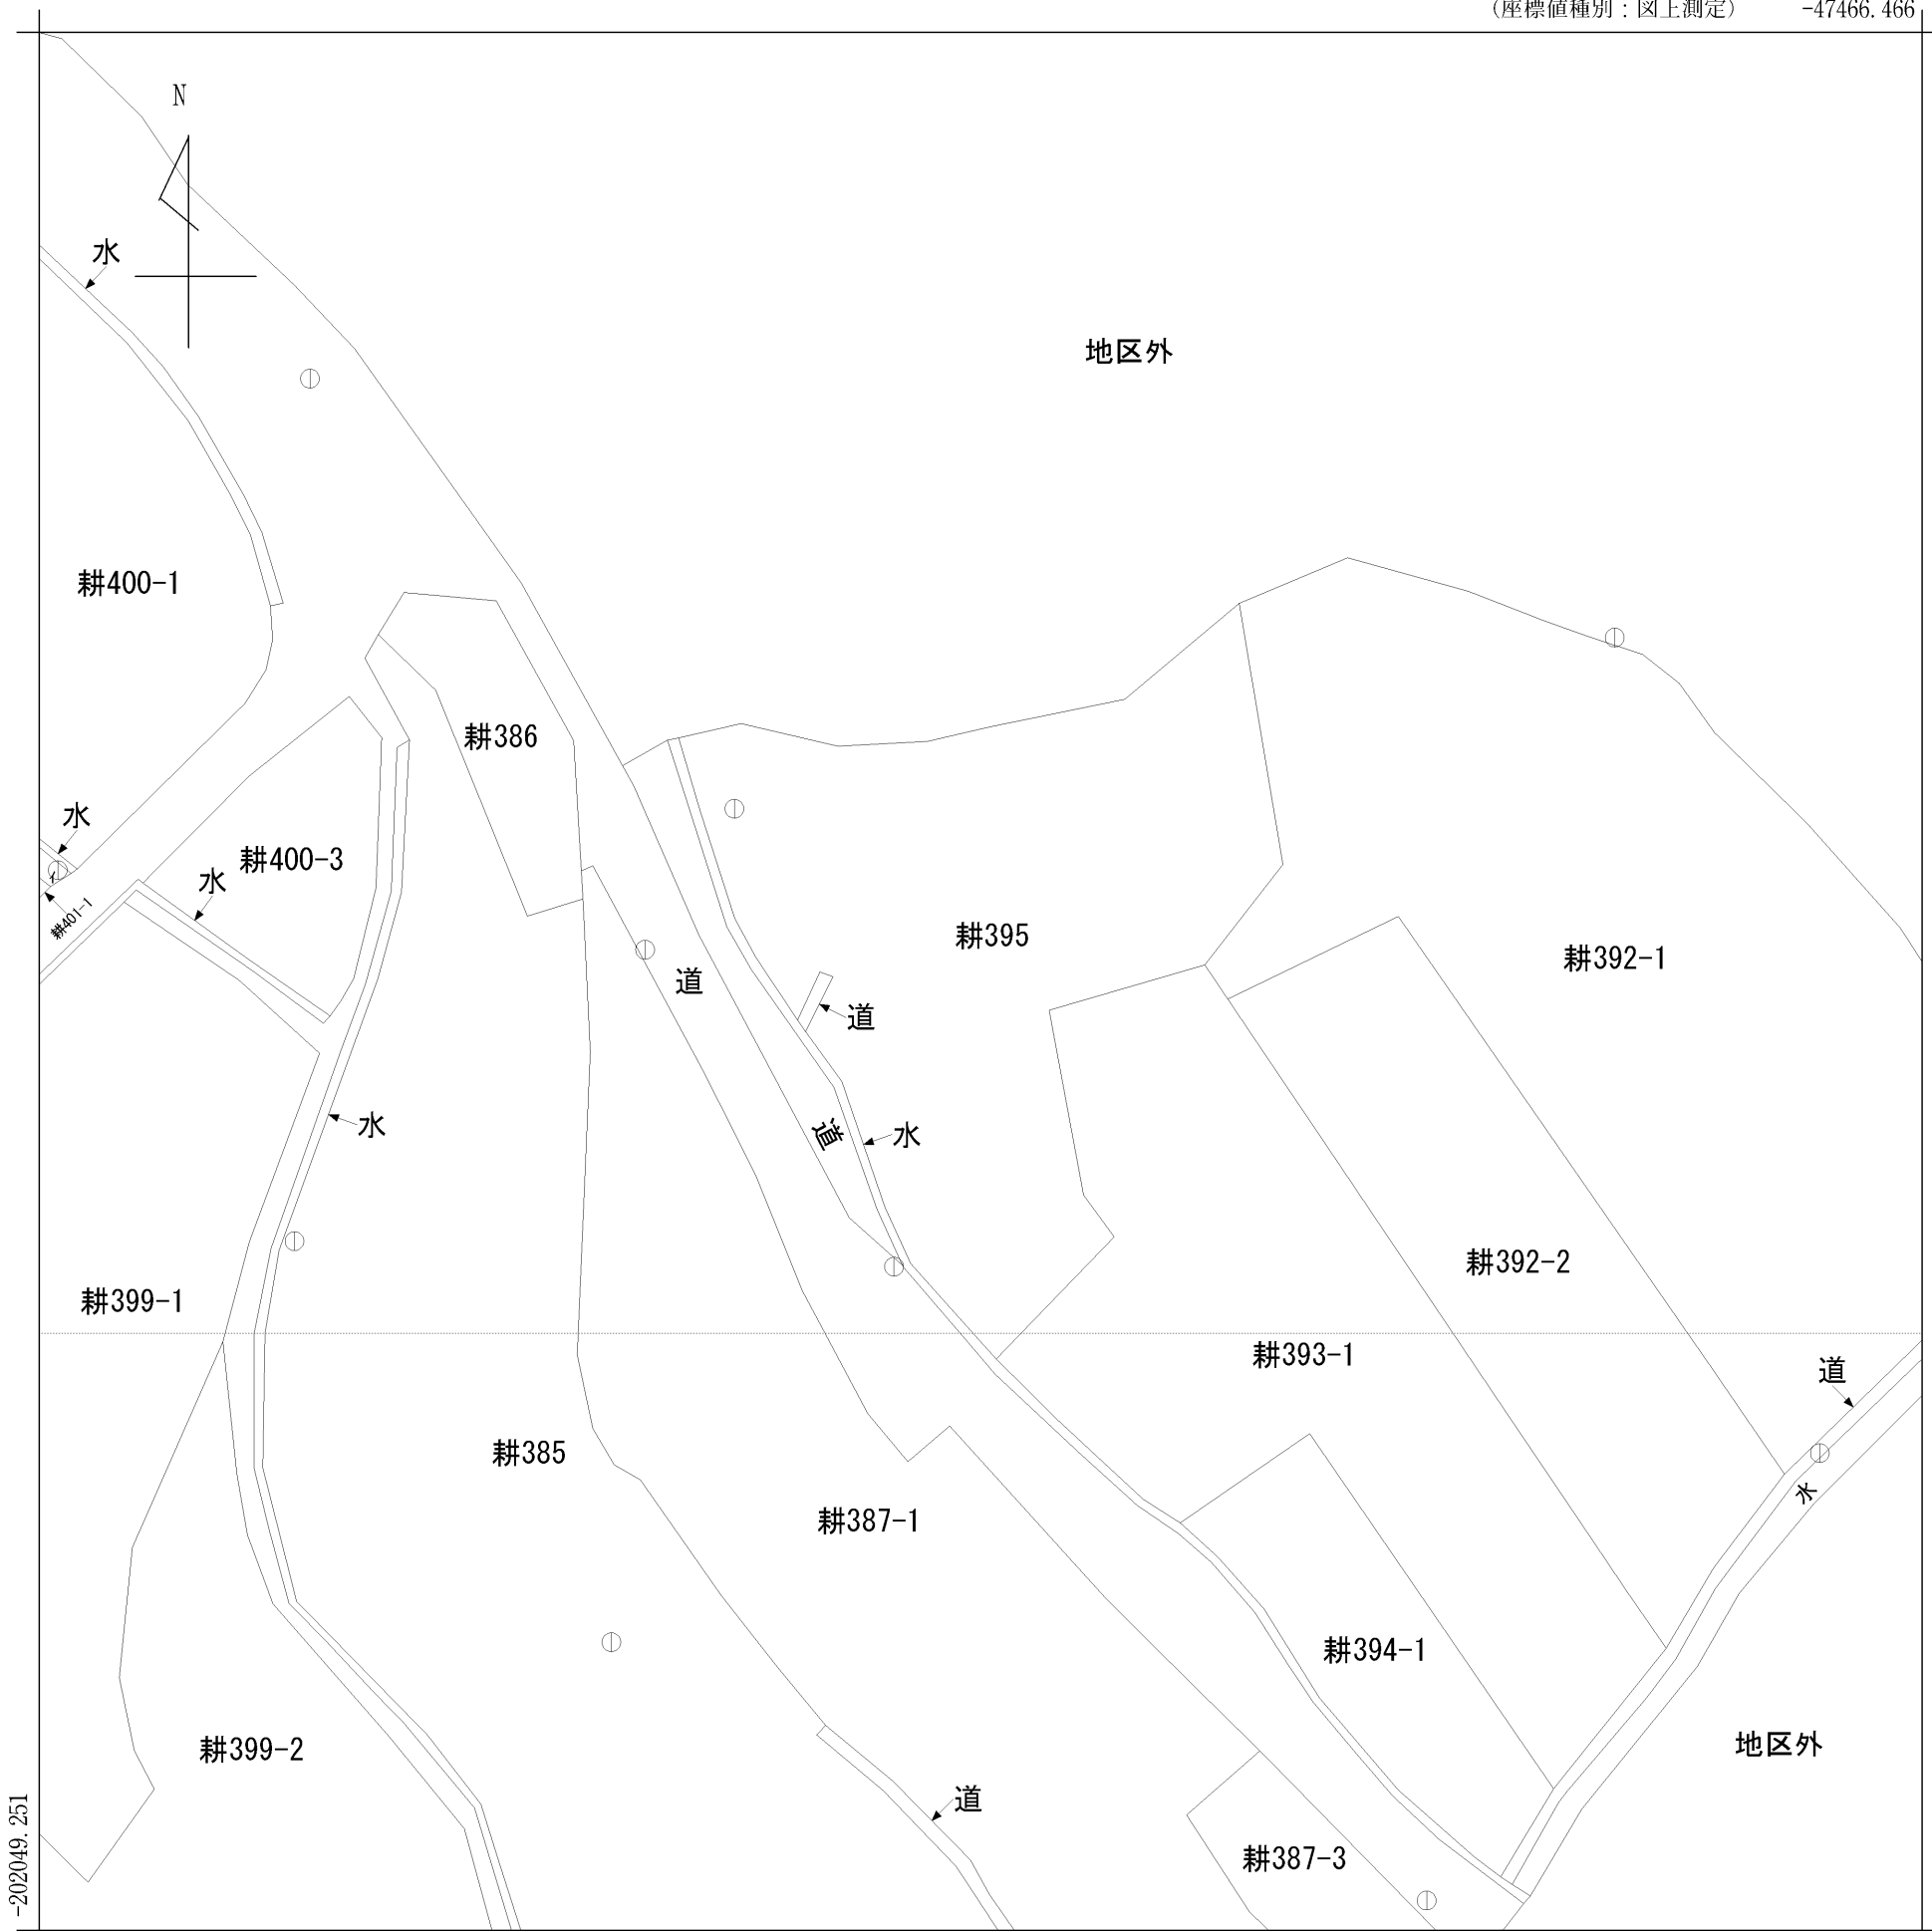 (座標値種別：図上測定) -47466.466
N
水
地区外
耕400-1
耕386
水
耕400-3
水
イ
耕401-1
耕395
耕392-1
道
道
水
道
水
耕392-2
耕399-1
耕393-1
道
耕385
水
耕387-1
耕394-1
耕399-2
地区外
道
耕387-3
-202049.251